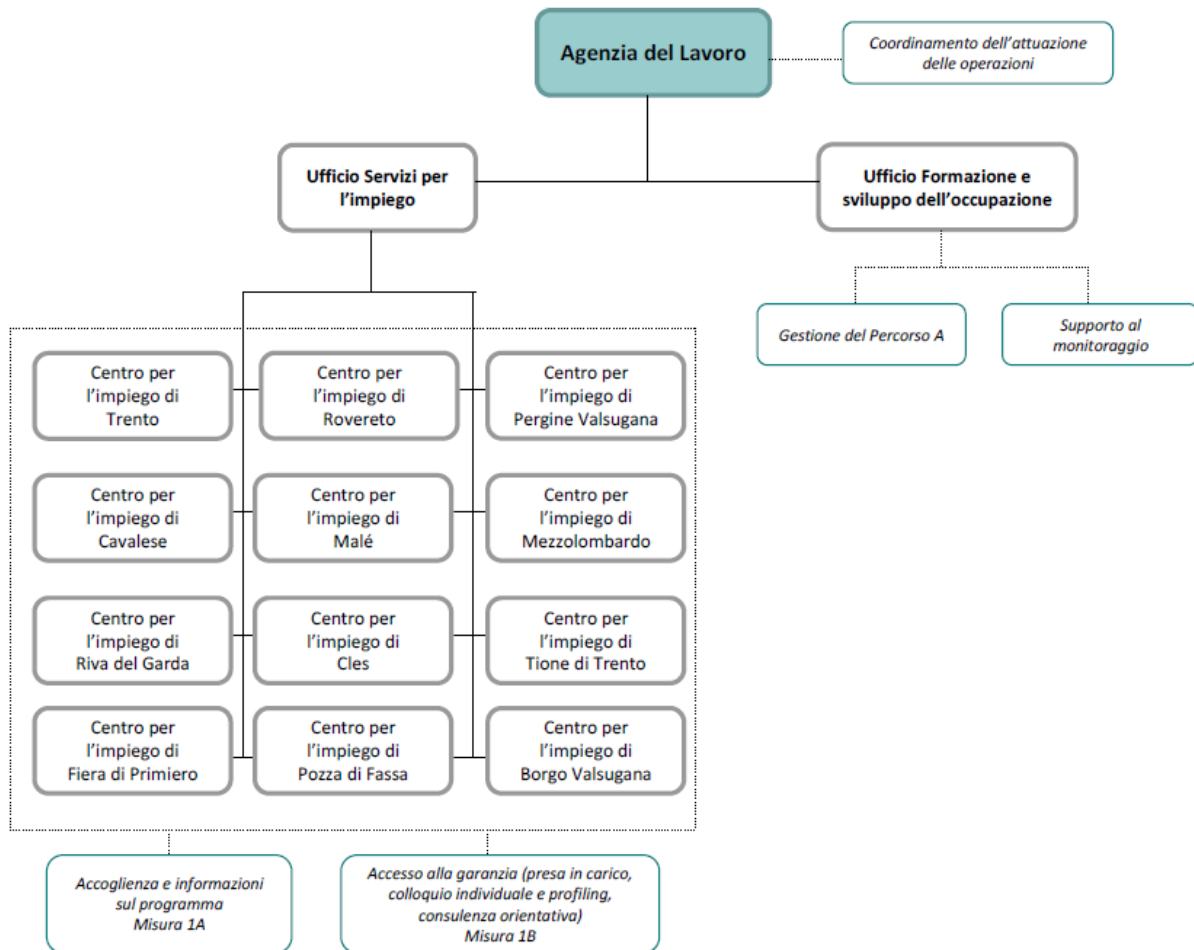 Agenzia del Lavoro
Coordinamento dell'attuazione
delle operazioni
Ufficio Servizi per
l'impiego
Ufficio Formazione e
sviluppo dell'occupazione
Gestione del Percorso A
Supporto al
monitoraggio
Centro per
l'impiego di
Trento
Centro per
l'impiego di
Rovereto
Centro per
l'impiego di
Pergine Valsugana
Centro per
l'impiego di
Cavalese
Centro per
l'impiego di
Malé
Centro per
l'impiego di
Mezzolombardo
Centro per
l'impiego di
Riva del Garda
Centro per
l'impiego di
Cles
Centro per
l'impiego di
Tione di Trento
Centro per
l'impiego di
Fiera di Primiero
Centro per
l'impiego di
Pozza di Fassa
Centro per
l'impiego di
Borgo Valsugana
Accoglienza e informazioni
sul programma
Misura 1A
Accesso alla garanzia (presa in carico,
colloquio individuale e profiling,
consulenza orientativa)
Misura 1B